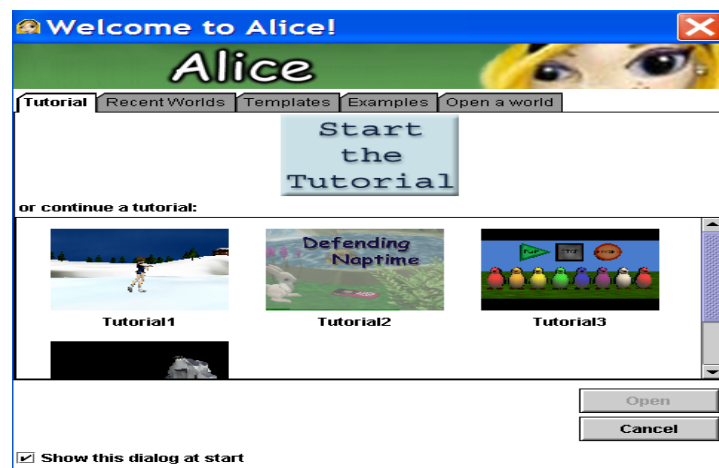 Welcome to Alice!
Alice
Tutorial Recent Worlds Templates Examples Open a world
Start
the
Tutorial
or continue a tutorial:
Defending
Naptime
STOP
Tutorial1 Tutorial2 Tutorial3
Open
Cancel
Show this dialog at start